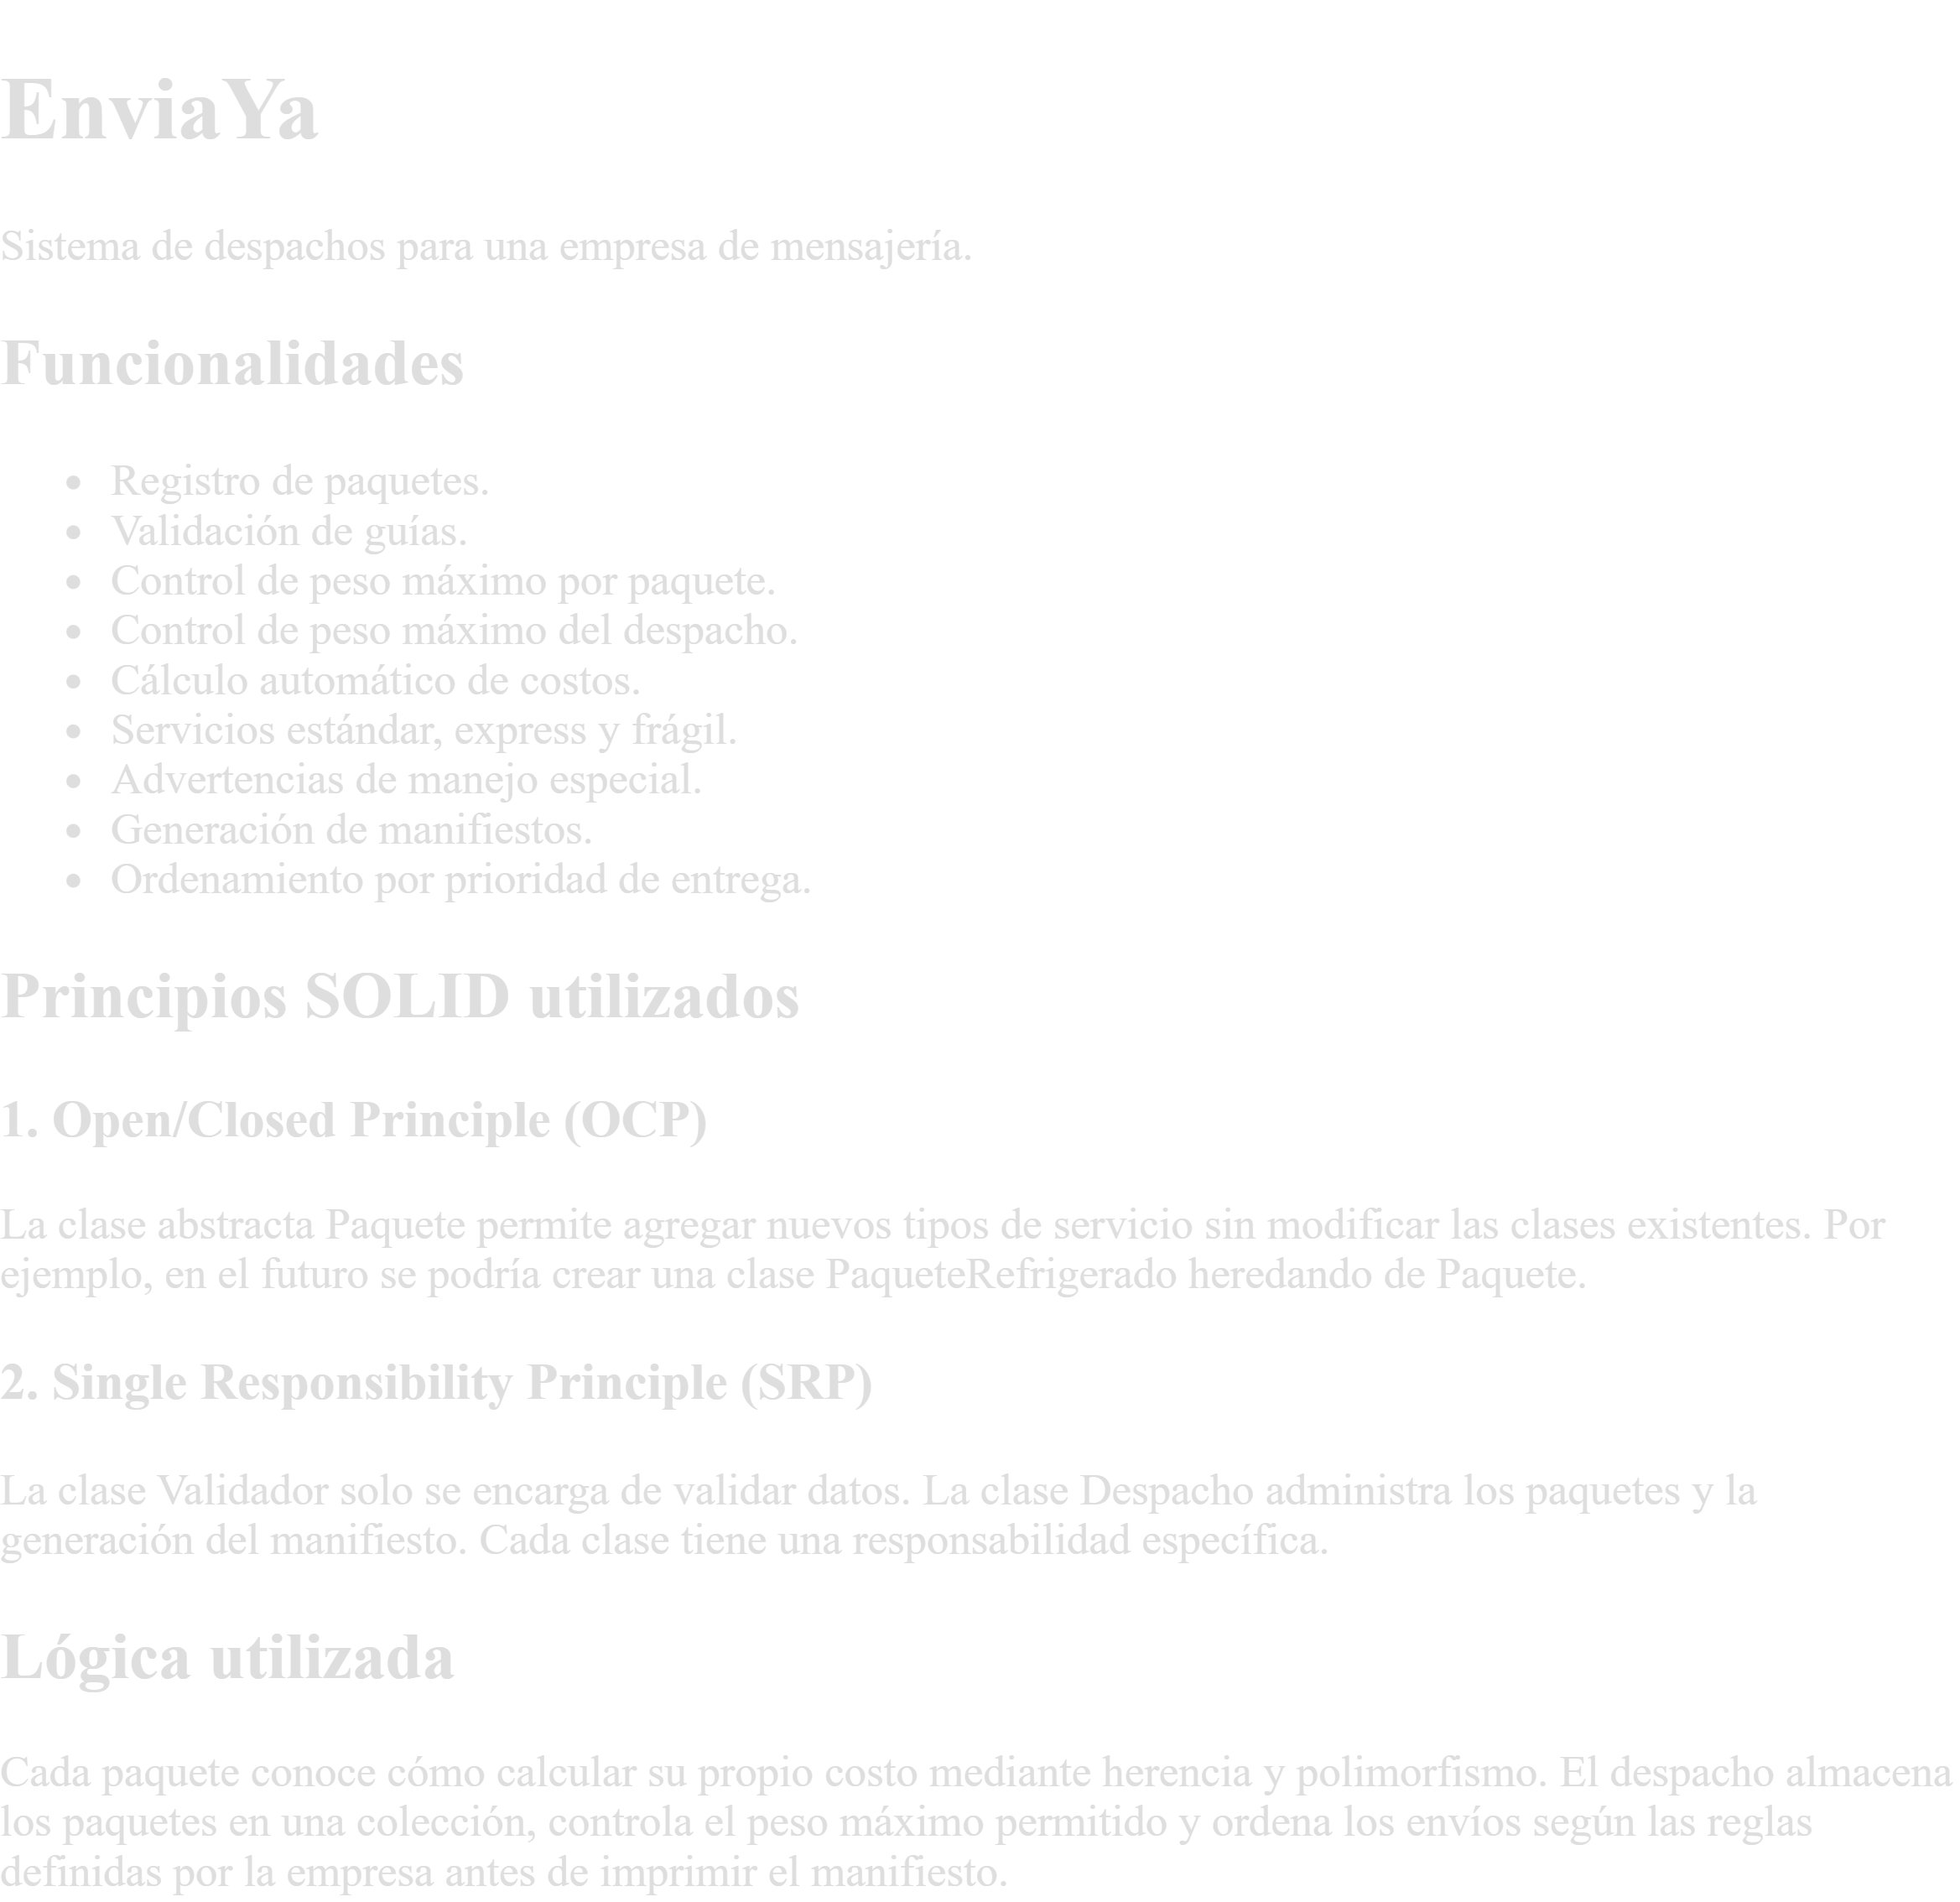 EnviaYa
Sistema de despachos para una empresa de mensajería.
Funcionalidades
• Registro de paquetes.
• Validación de guías.
• Control de peso máximo por paquete.
• Control de peso máximo del despacho.
• Cálculo automático de costos.
• Servicios estándar, express y frágil.
• Advertencias de manejo especial.
• Generación de manifiestos.
• Ordenamiento por prioridad de entrega.
Principios SOLID utilizados
1. Open/Closed Principle (OCP)
La clase abstracta Paquete permite agregar nuevos tipos de servicio sin modificar las clases existentes. Por
ejemplo, en el futuro se podría crear una clase PaqueteRefrigerado heredando de Paquete.
2. Single Responsibility Principle (SRP)
La clase Validador solo se encarga de validar datos. La clase Despacho administra los paquetes y la
generación del manifiesto. Cada clase tiene una responsabilidad específica.
Lógica utilizada
Cada paquete conoce cómo calcular su propio costo mediante herencia y polimorfismo. El despacho almacena
los paquetes en una colección, controla el peso máximo permitido y ordena los envíos según las reglas
definidas por la empresa antes de imprimir el manifiesto.